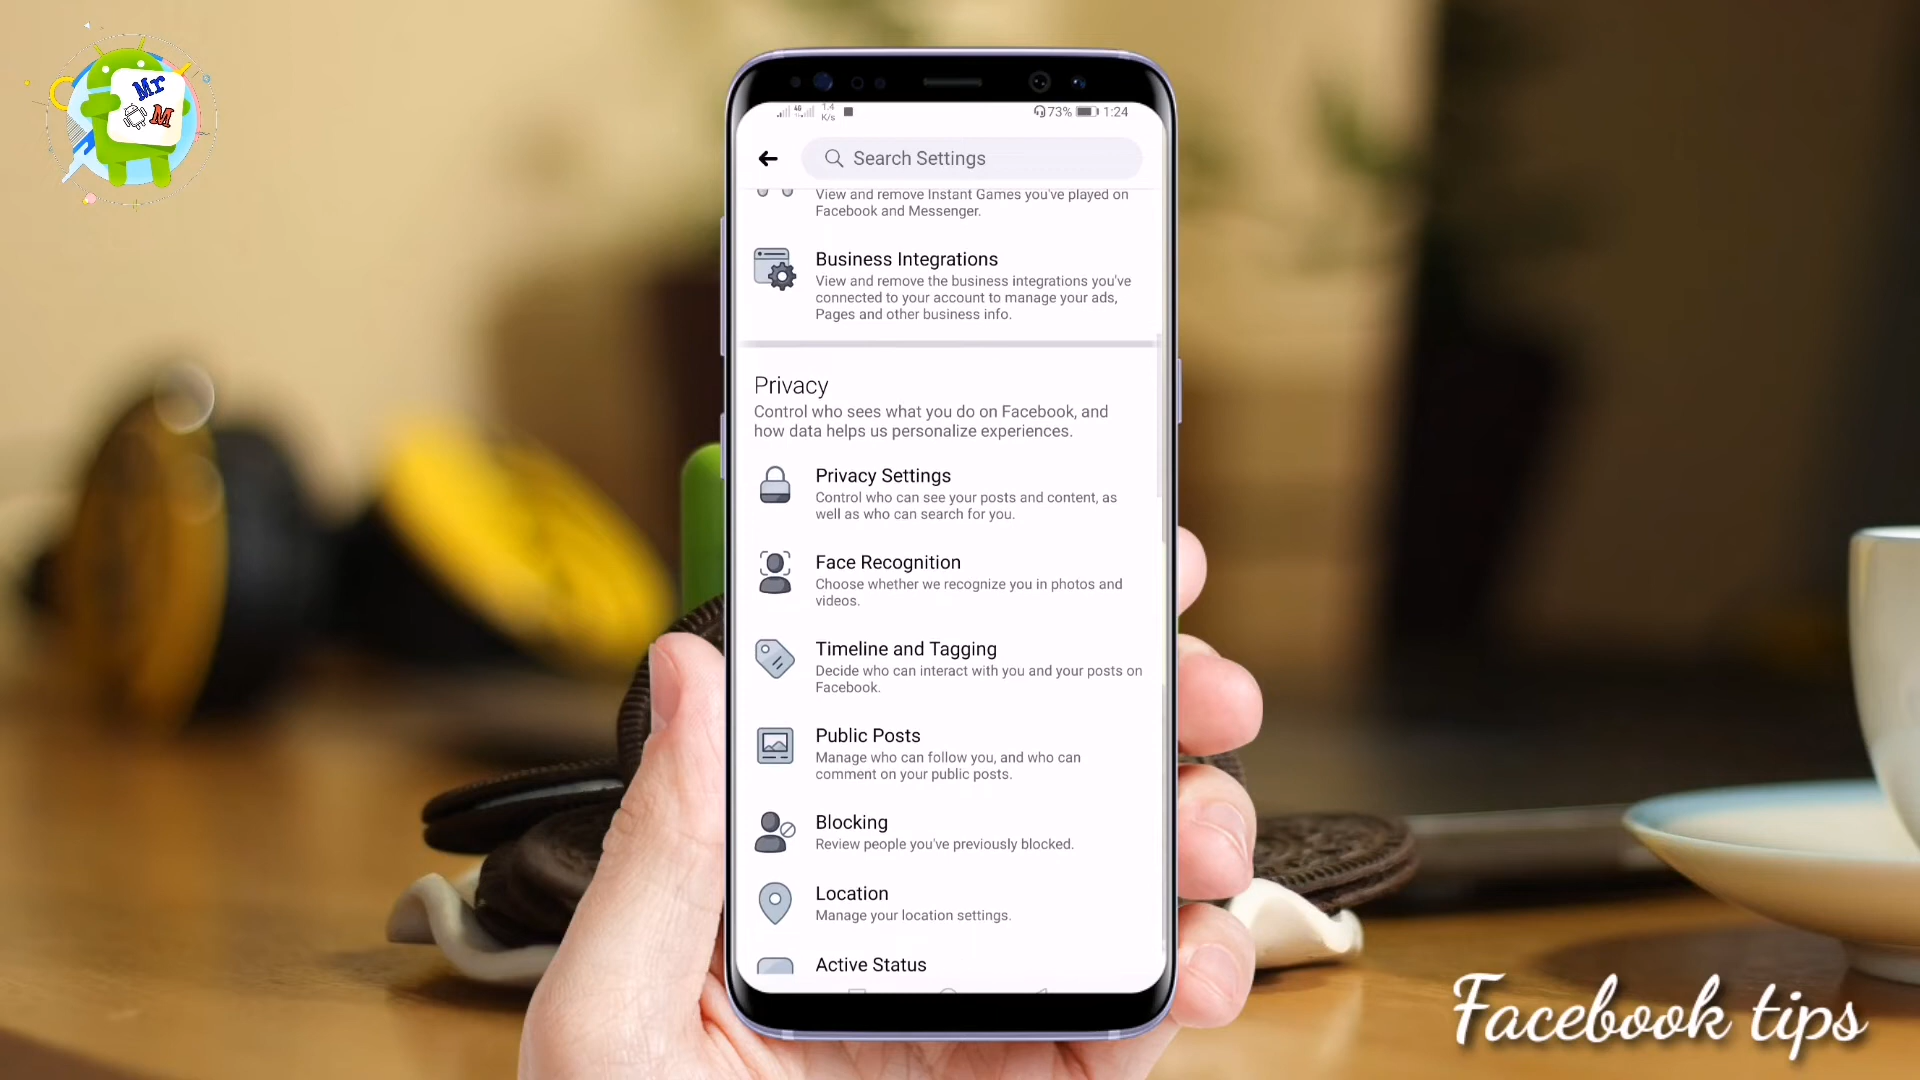 Mr
M
4G
1.4
K/s
73%
1:24
Search Settings
View and remove Instant Games you've played on
Facebook and Messenger.
Business Integrations
View and remove the business integrations you've
connected to your account to manage your ads,
Pages and other business info.
Privacy
Control who sees what you do on Facebook, and
how data helps us personalize experiences.
Privacy Settings
Control who can see your posts and content, as
well as who can search for you.
Face Recognition
Choose whether we recognize you in photos and
videos.
Timeline and Tagging
Decide who can interact with you and your posts on
Facebook.
Public Posts
Manage who can follow you, and who can
comment on your public posts.
Blocking
Review people you've previously blocked.
Location
Manage your location settings.
Active Status
Facebook tips